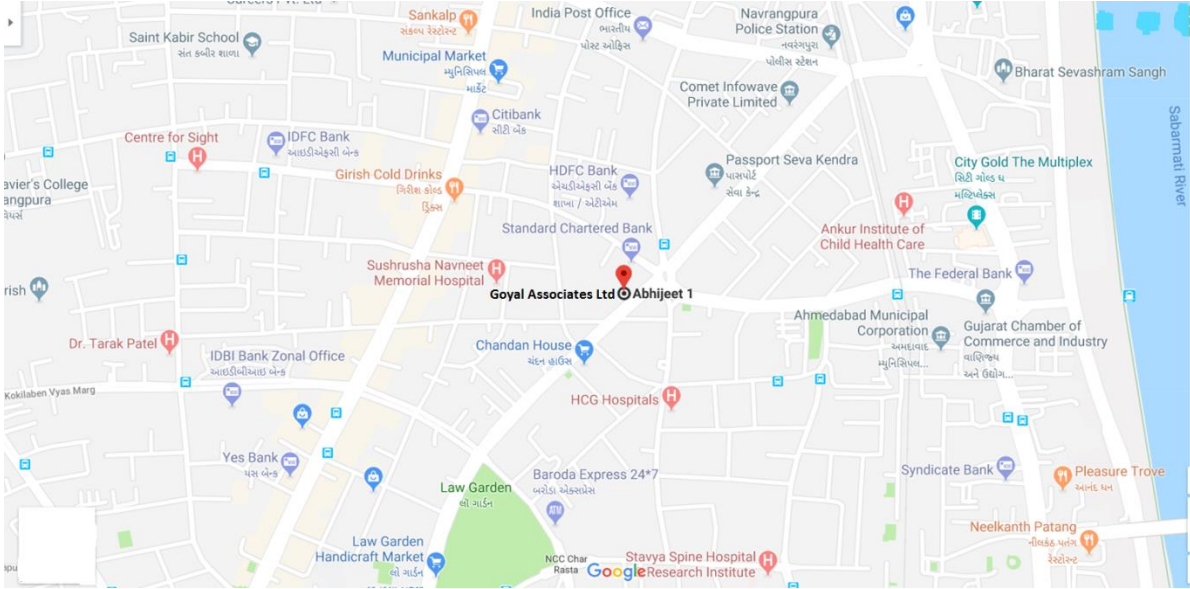 Sankalp
સંકલ્પ રેસ્ટોરન્ટ
India Post Office
ભારતીય
પોસ્ટ ઓફિસ
Navrangpura
Police Station
નવરંગપુરા
પોલીસ સ્ટેશન
Saint Kabir School
સંત કબીર શાળા
Municipal Market
મ્યુનિસિપલ
માર્કેટ
Bharat Sevashram Sangh
Comet Infowave
Private Limited
Sabarmati River
Citibank
સીટી બેંક
Centre for Sight
IDFC Bank
આઇડીએફસી બેન્ક
HDFC Bank
એચડીએફસી બેંક
શાખા / એટીએમ
Passport Seva Kendra
પાસપોર્ટ
સેવા કેન્દ્ર
City Gold The Multiplex
સિટી ગોલ્ડ ધ
મલ્ટિપ્લેક્સ
Girish Cold Drinks
ગિરીશ કોલ્ડ
ડ્રિંક્સ
avier's College
angpura
Standard Chartered Bank
Ankur Institute of
Child Health Care
Sushrusha Navneet
Memorial Hospital
The Federal Bank
rish
Goyal Associates Ltd
Abhijeet 1
Ahmedabad Municipal
Corporation
અમદાવાદ
મ્યુનિસિપલ...
Gujarat Chamber of
Commerce and Industry
વાણિજ્ય
અને ઉદ્યોગ...
Dr. Tarak Patel
Chandan House
ચંદન હાઉસ
IDBI Bank Zonal Office
આઇડીબીઆઇ બેન્ક
Kokilaben Vyas Marg
HCG Hospitals
Yes Bank
યસ બેન્ક
Law Garden
લૉ ગાર્ડન
Baroda Express 24*7
બરોડા એક્સપ્રેસ
ATM
Syndicate Bank
Pleasure Trove
આનંદ ધન
Neelkanth Patang
નીલકંઠ પતંગ
રેસ્ટોરન્ટ
Law Garden
Handicraft Market
લૉ ગાર્ડન
NCC Char
Rasta
Google
Stavya Spine Hospital
Research Institute